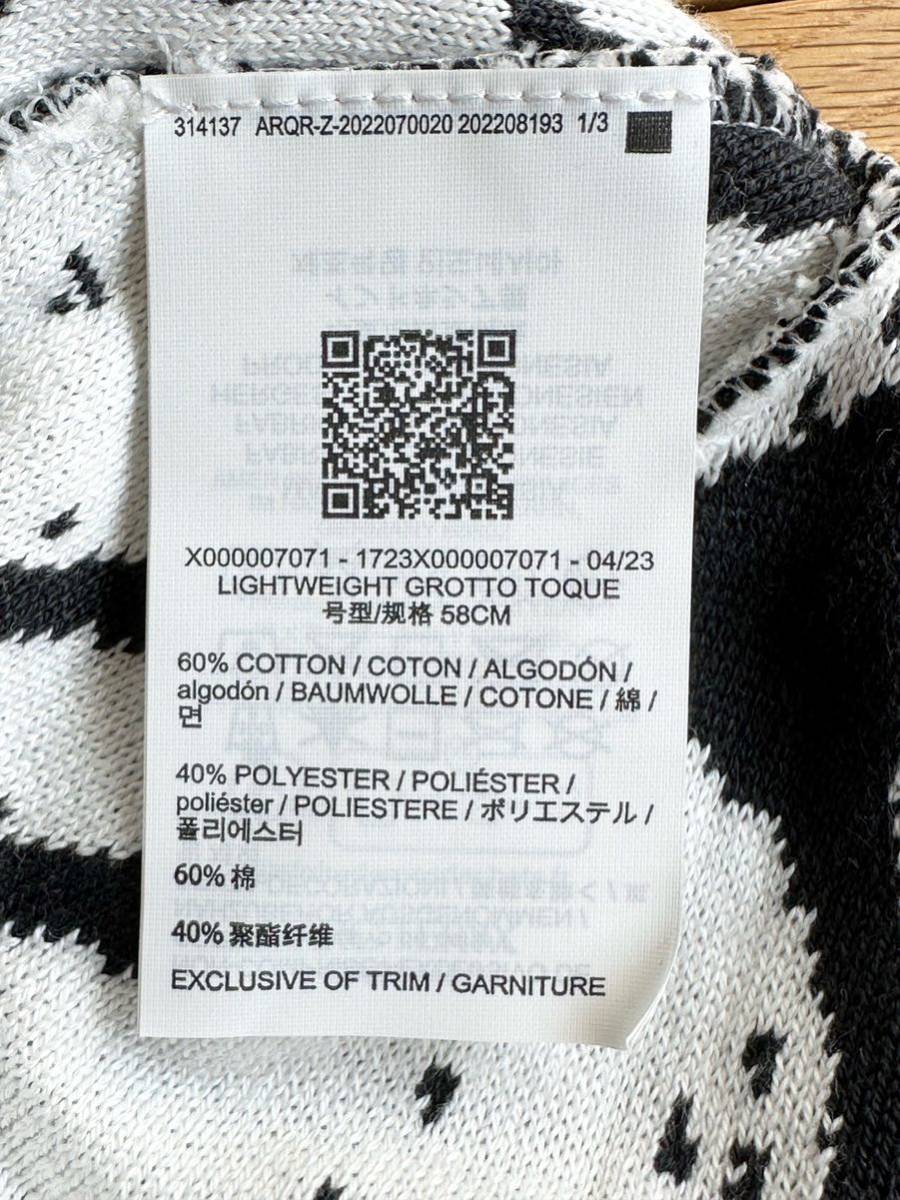 314137 ARQR-Z-2022070020 202208193 1/3
X000007071 - 1723X000007071 - 04/23
LIGHTWEIGHT GROTTO TOQUE
号型/规格 58CM
60% COTTON / COTON / ALGODÓN /
algodón / BAUMWOLLE / COTONE / 綿 /
면
40% POLYESTER / POLIÉSTER /
poliéster / POLIESTERE / ポリエステル /
폴리에스터
60% 棉
40% 聚酯纤维
EXCLUSIVE OF TRIM / GARNITURE